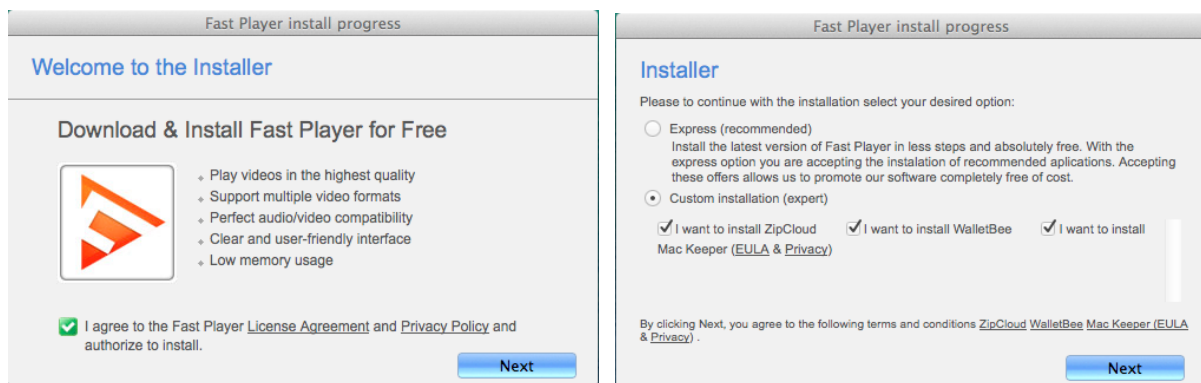 Fast Player install progress
Welcome to the Installer
Download & Install Fast Player for Free
Play videos in the highest quality
Support multiple video formats
Perfect audio/video compatibility
Clear and user-friendly interface
Low memory usage
I agree to the Fast Player License Agreement and Privacy Policy and
authorize to install.
Next
Fast Player install progress
Installer
Please to continue with the installation select your desired option:
Express (recommended)
Install the latest version of Fast Player in less steps and absolutely free. With the
express option you are accepting the instalation of recommended aplications. Accepting
these offers allows us to promote our software completely free of cost.
Custom installation (expert)
I want to install ZipCloud I want to install WalletBee I want to install
Mac Keeper (EULA & Privacy)
By clicking Next, you agree to the following terms and conditions ZipCloud WalletBee Mac Keeper (EULA
& Privacy) .
Next